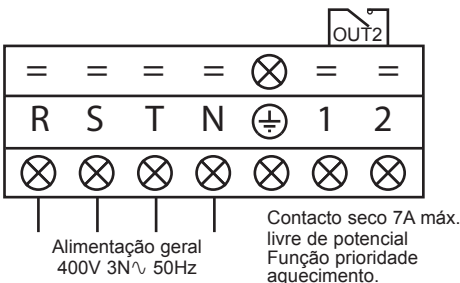 OUT2
= = = = = =
R S T N 1 2
Alimentação geral
400V 3N∿ 50Hz
Contacto seco 7A máx.
livre de potencial
Função prioridade
aquecimento.